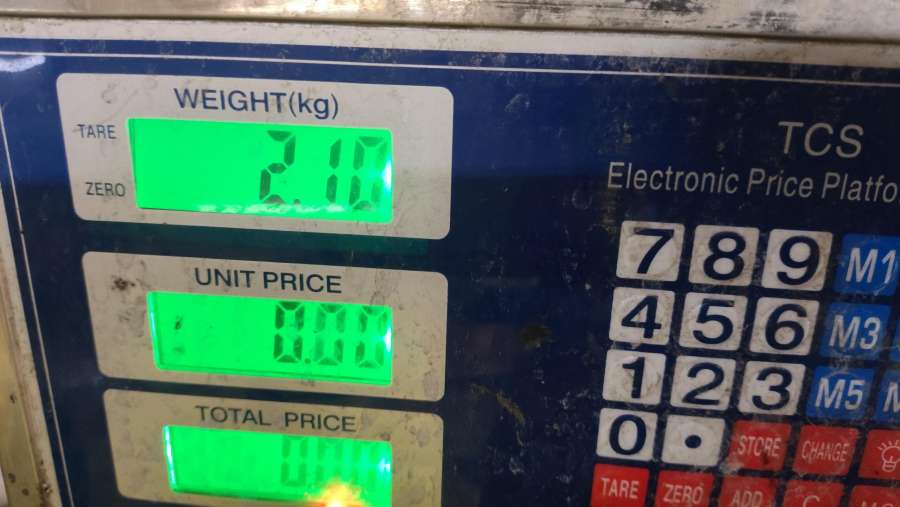 WEIGHT(kg)
TARE
2.10
ZERO
UNIT PRICE
0.00
TOTAL PRICE
TCS
Electronic Price Platfo
7 8 9 M1
4 5 6 M3
1 2 3 M5
0 . STORE CHANGE
TARE ZERO ADD C